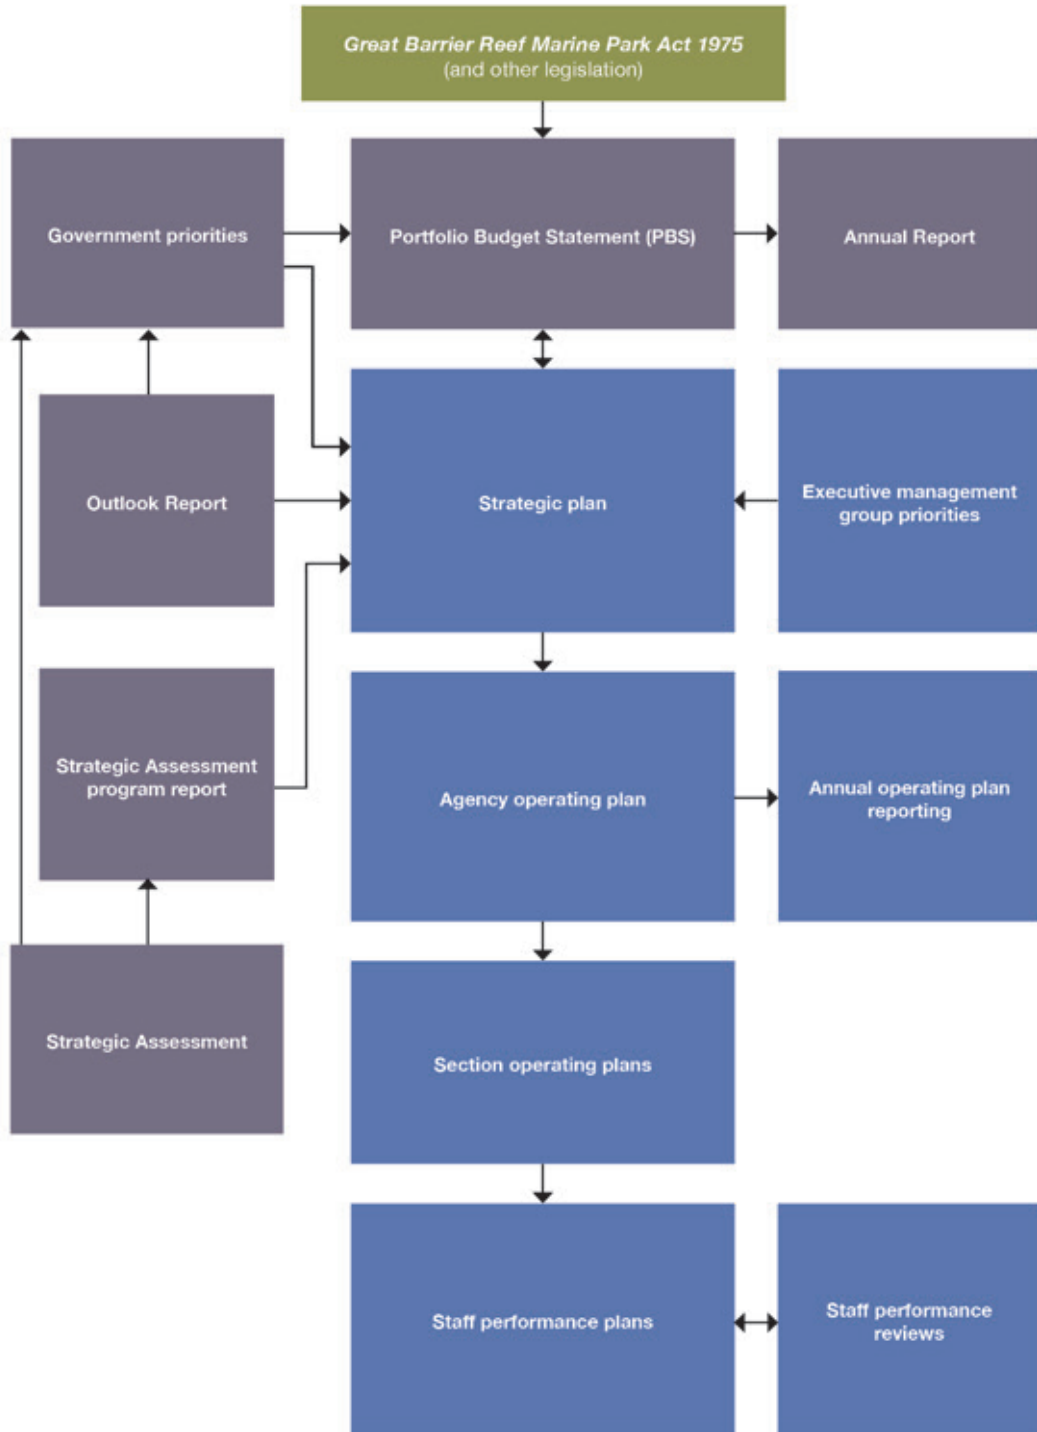 Great Barrier Reef Marine Park Act 1975
(and other legislation)
Government priorities
Portfolio Budget Statement (PBS)
Annual Report
Outlook Report
Strategic plan
Executive management
group priorities
Strategic Assessment
program report
Agency operating plan
Annual operating plan
reporting
Strategic Assessment
Section operating plans
Staff performance plans
Staff performance
reviews